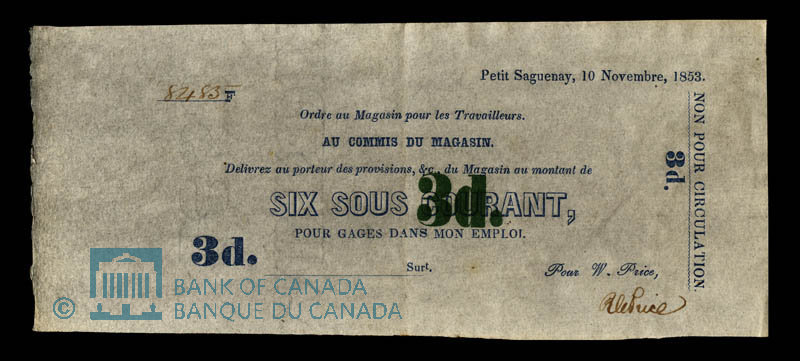 Petit Saguenay, 10 Novembre, 1853.
8483 F
Ordre au Magasin pour les Travailleurs.
AU COMMIS DU MAGASIN.
Delivrez au porteur des provisions, &c., du Magasin au montant de
SIX SOUS COURANT,
3d.
POUR GAGES DANS MON EMPLOI.
3d.
Surt.
Pour W. Price,
NON POUR CIRCULATION.
3d.
© BANK OF CANADA
BANQUE DU CANADA